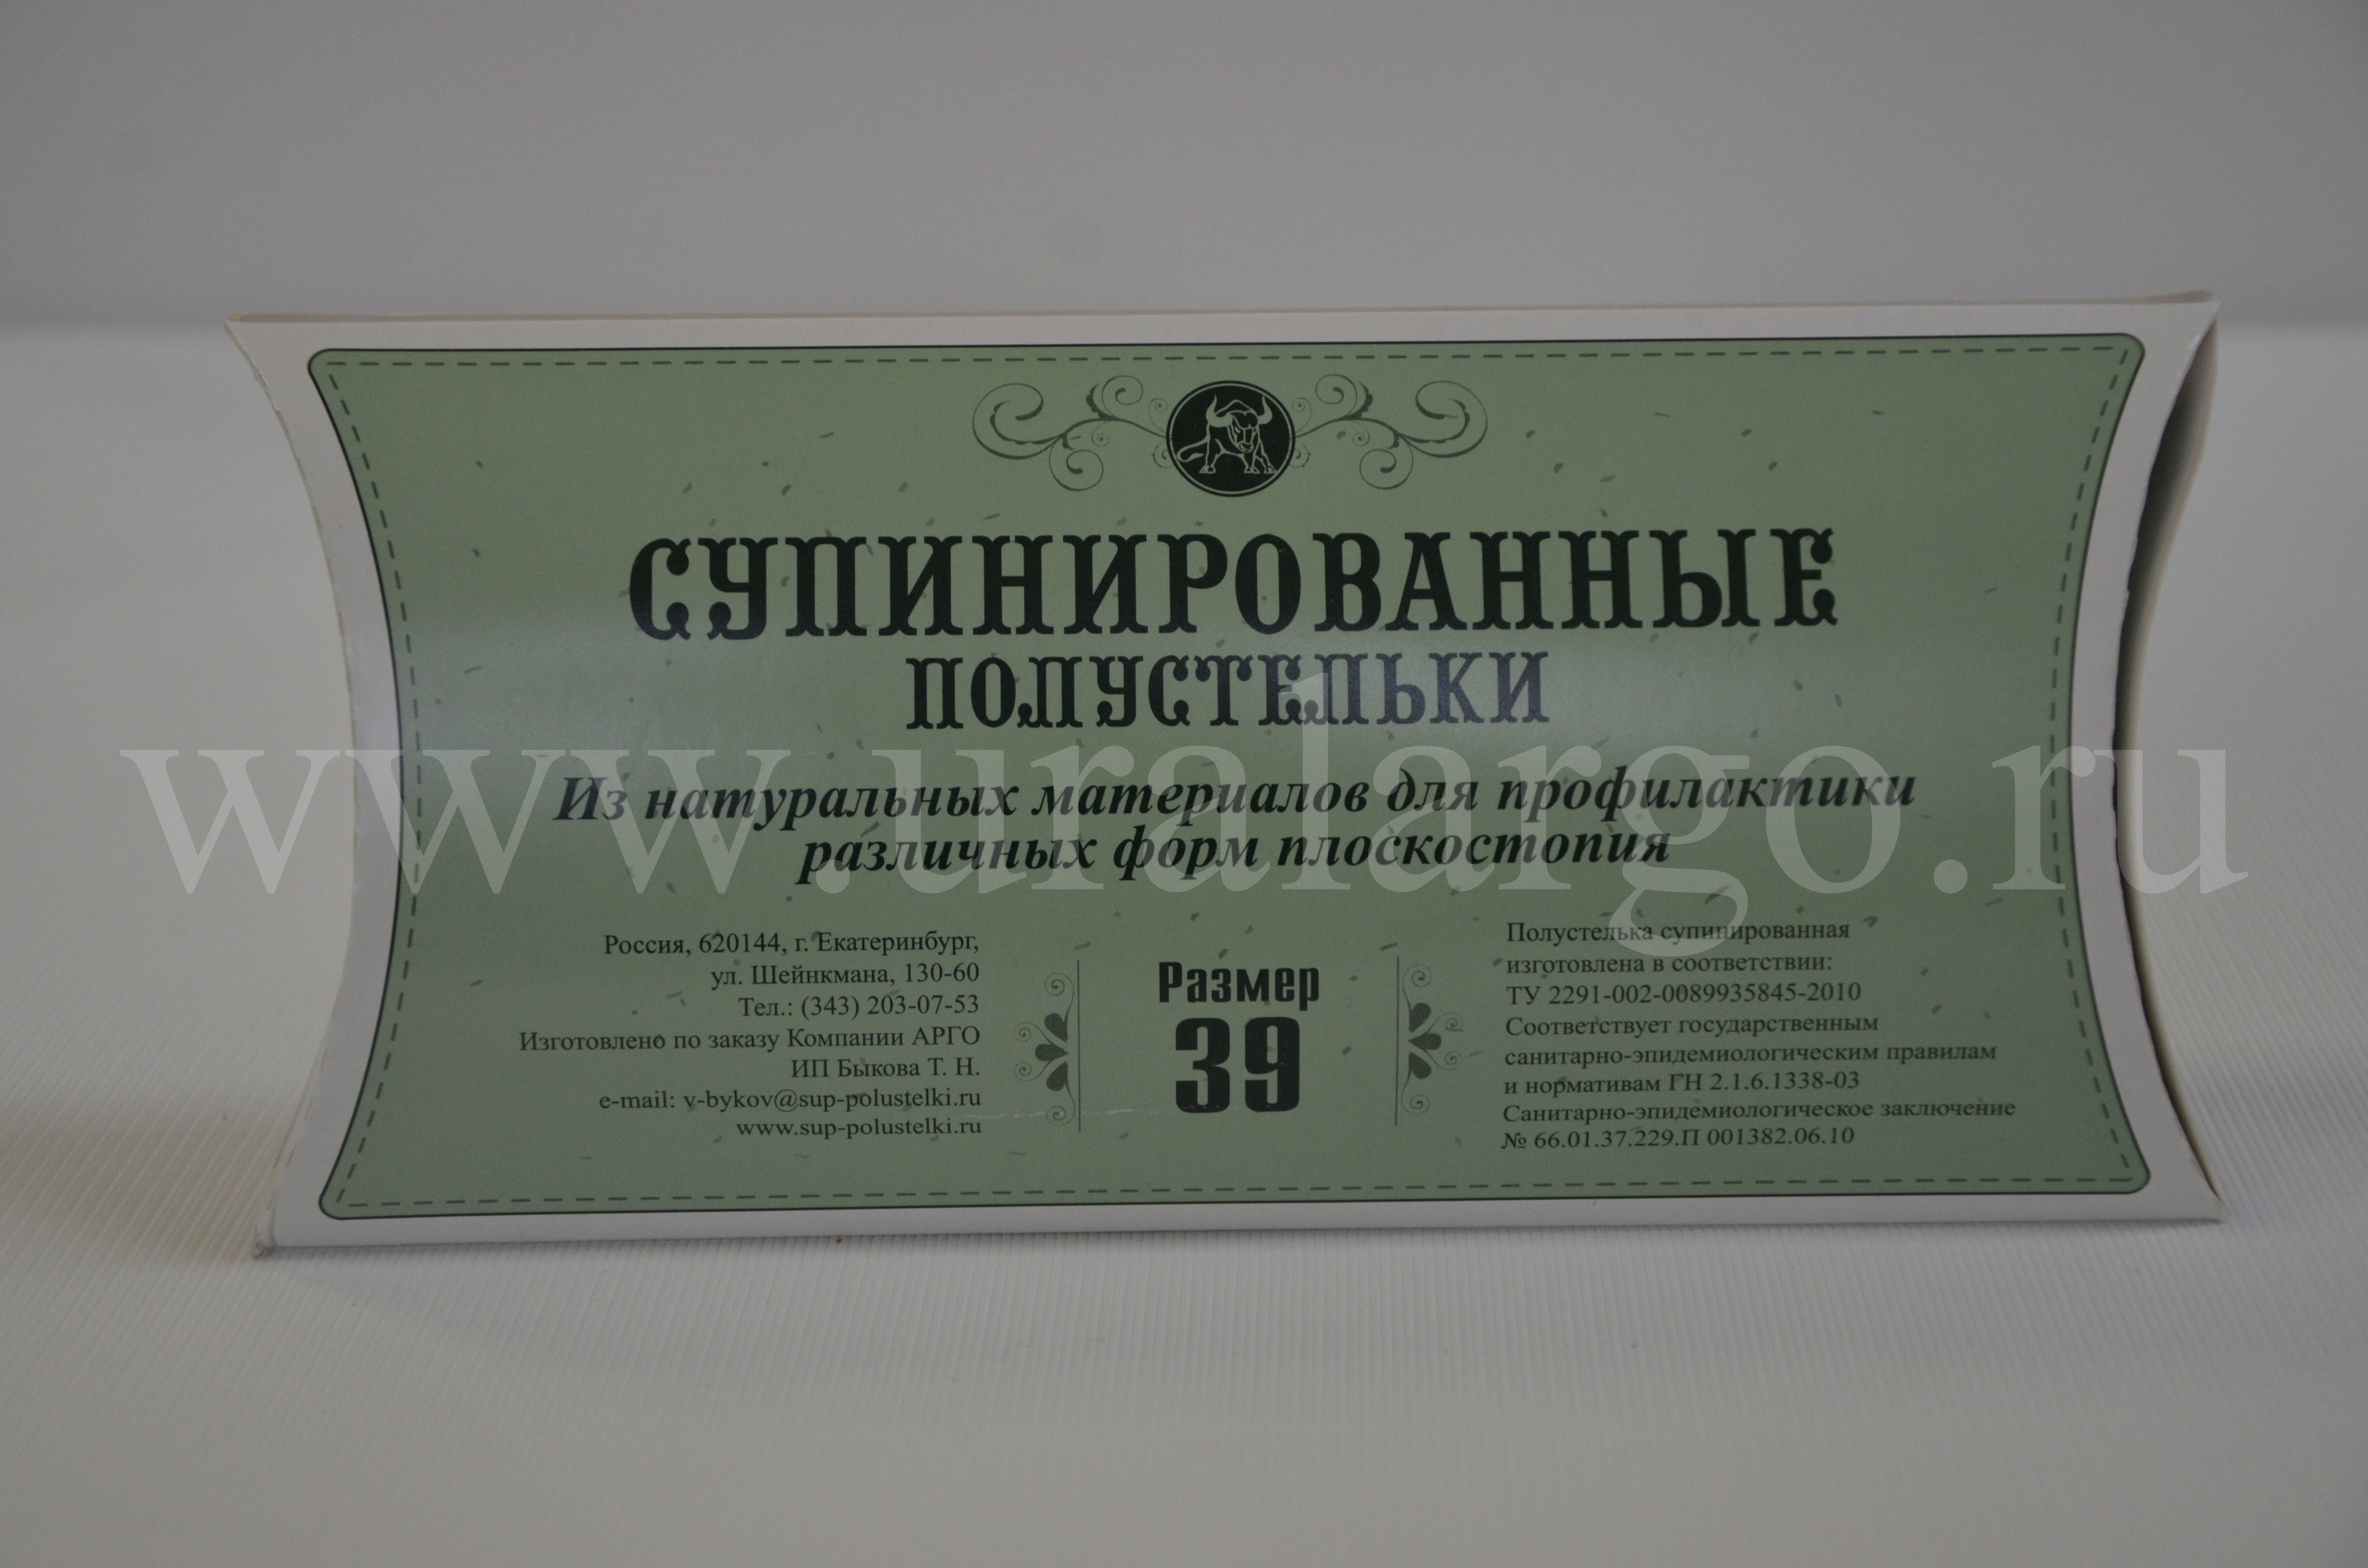 СУПИНИРОВАННЫЕ
ПОЛУСТЕЛЬКИ
Из натуральных материалов для профилактики
различных форм плоскостопия
Россия, 620144, г. Екатеринбург,
ул. Шейнкмана, 130-60
Тел.: (343) 203-07-53
Изготовлено по заказу Компании АРГО
ИП Быкова Т. Н.
e-mail: v-bykov@sup-polustelki.ru
www.sup-polustelki.ru
Размер
39
Полустелька супинированная
изготовлена в соответствии:
ТУ 2291-002-0089935845-2010
Соответствует государственным
санитарно-эпидемиологическим правилам
и нормативам ГН 2.1.6.1338-03
Санитарно-эпидемиологическое заключение
№ 66.01.37.229.П 001382.06.10
www.uralargo.ru